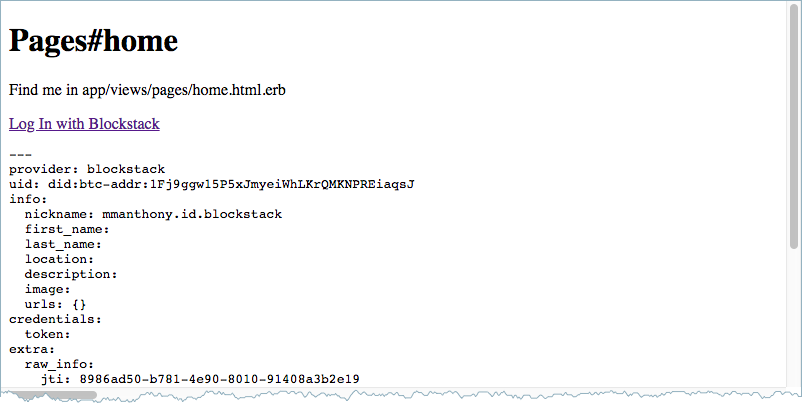 Pages#home
Find me in app/views/pages/home.html.erb
Log In with Blockstack
---
provider: blockstack
uid: did:btc-addr:1Fj9ggw15P5xJmyeiWhLKrQMKNPREiaqsJ
info:
  nickname: mmanthony.id.blockstack
  first_name:
  last_name:
  location:
  description:
  image:
  urls: {}
credentials:
  token:
extra:
  raw_info:
    jti: 8986ad50-b781-4e90-8010-91408a3b2e19